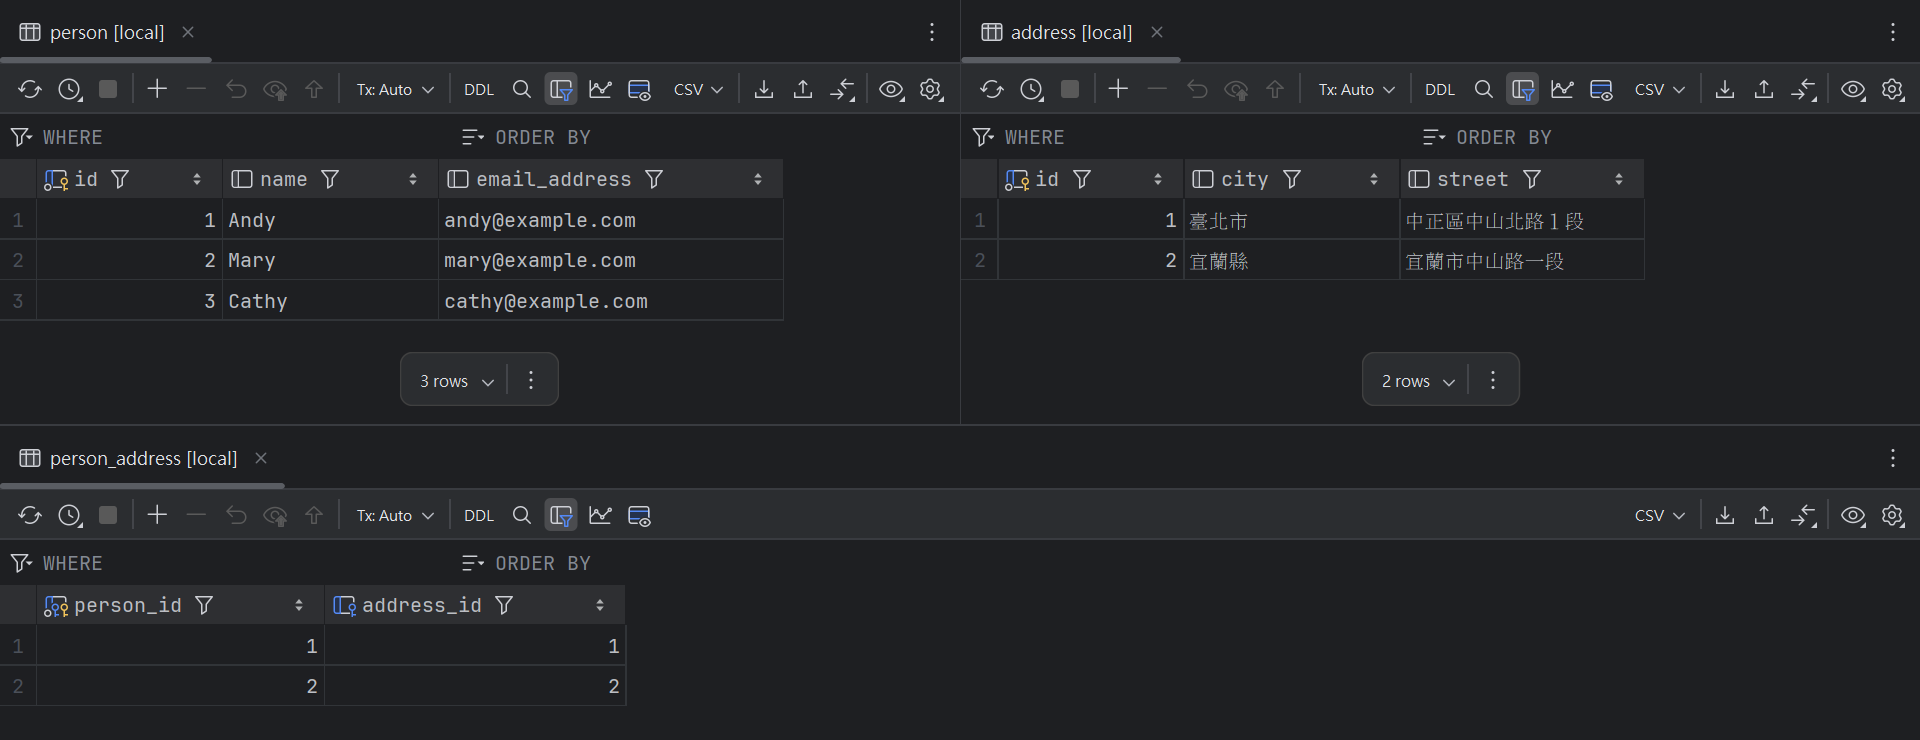 person [local]
Tx: Auto DDL CSV
WHERE ORDER BY
id name email_address
1 1 Andy andy@example.com
2 2 Mary mary@example.com
3 3 Cathy cathy@example.com
3 rows
address [local]
Tx: Auto DDL CSV
WHERE ORDER BY
id city street
1 1 臺北市 中正區中山北路１段
2 2 宜蘭縣 宜蘭市中山路一段
2 rows
person_address [local]
Tx: Auto DDL CSV
WHERE ORDER BY
person_id address_id
1 1 1
2 2 2